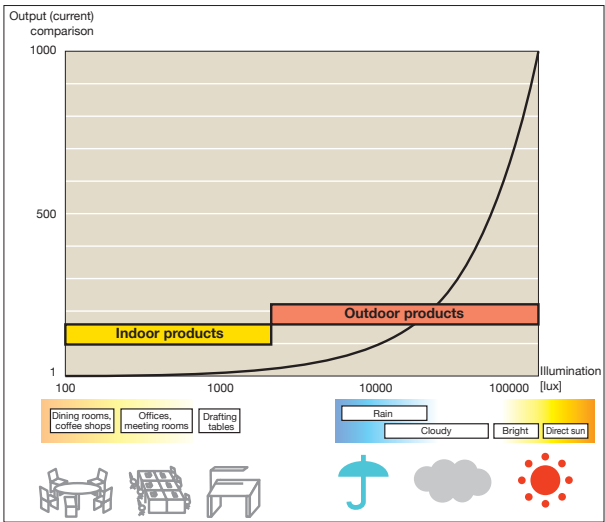 Output (current)
comparison
1000
500
1
Outdoor products
Indoor products
Illumination
[lux]
100
1000
10000
100000
Dining rooms,
coffee shops
Offices,
meeting rooms
Drafting
tables
Rain
Cloudy
Bright
Direct sun